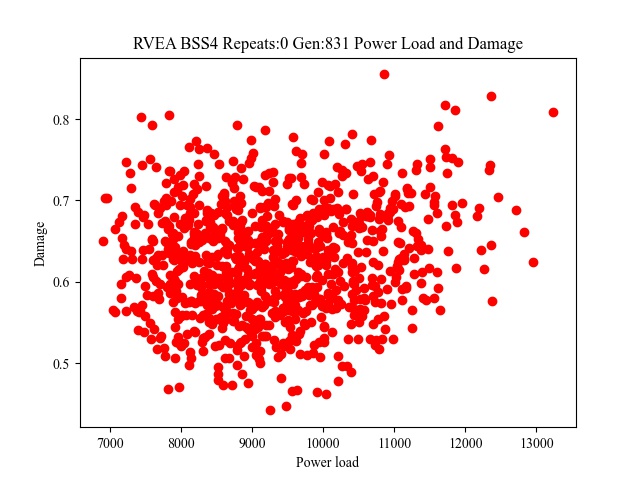 RVEA BSS4 Repeats:0 Gen:831 Power Load and Damage
Damage
0.8
0.7
0.6
0.5
7000 8000 9000 10000 11000 12000 13000
Power load